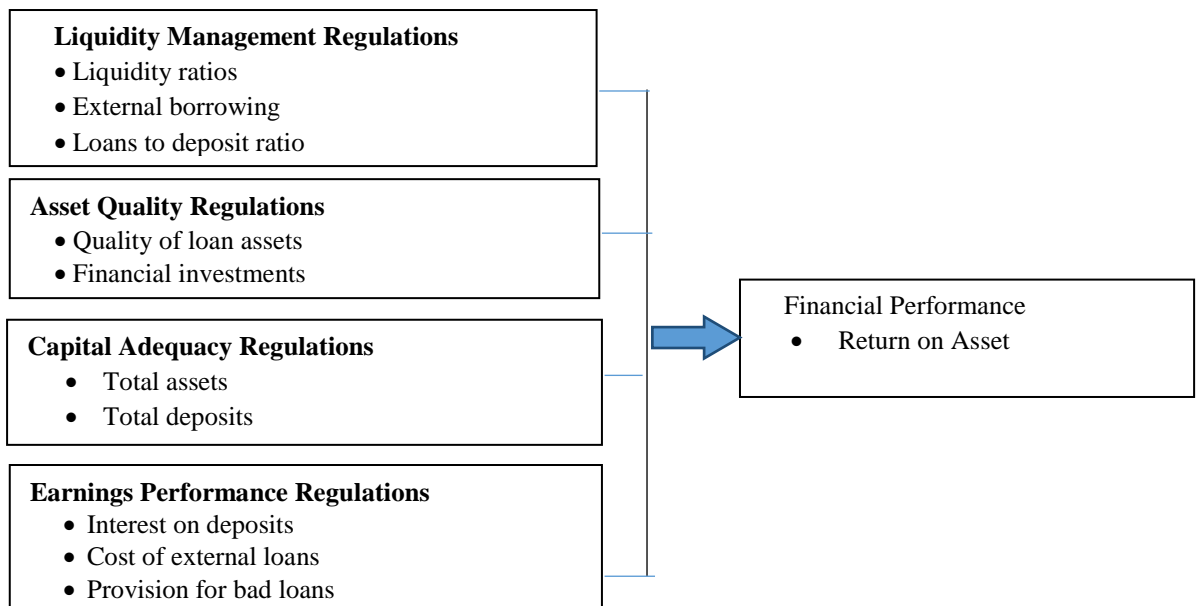 Liquidity Management Regulations
• Liquidity ratios
• External borrowing
• Loans to deposit ratio
Asset Quality Regulations
• Quality of loan assets
• Financial investments
Capital Adequacy Regulations
• Total assets
• Total deposits
Earnings Performance Regulations
• Interest on deposits
• Cost of external loans
• Provision for bad loans
Financial Performance
• Return on Asset